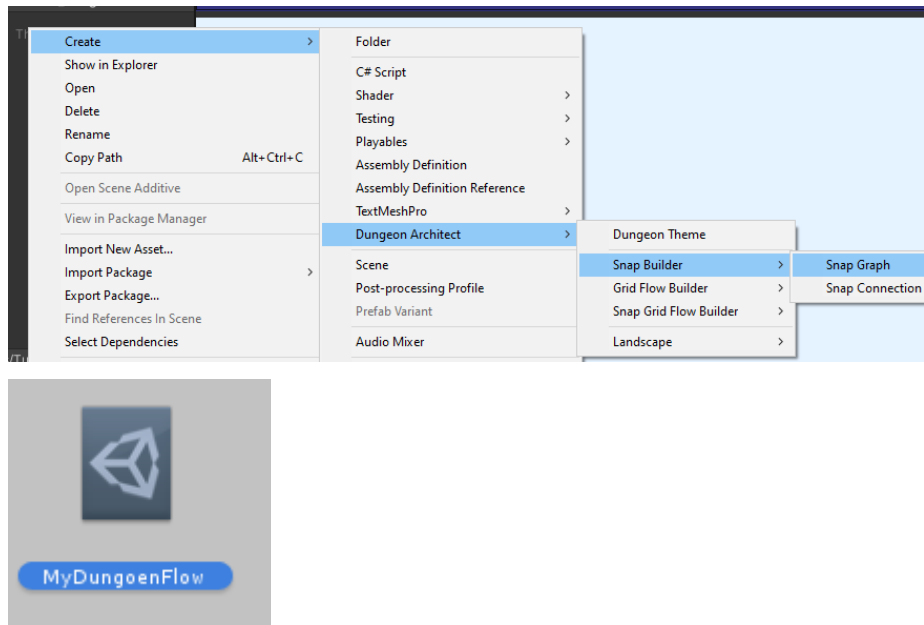 Create
Show in Explorer
Open
Delete
Rename
Copy Path Alt+Ctrl+C
Open Scene Additive
View in Package Manager
Import New Asset...
Import Package
Export Package...
Find References In Scene
Select Dependencies
Folder
C# Script
Shader
Testing
Playables
Assembly Definition
Assembly Definition Reference
TextMeshPro
Dungeon Architect
Scene
Post-processing Profile
Prefab Variant
Audio Mixer
Dungeon Theme
Snap Builder
Grid Flow Builder
Snap Grid Flow Builder
Landscape
Snap Graph
Snap Connection
MyDungoenFlow